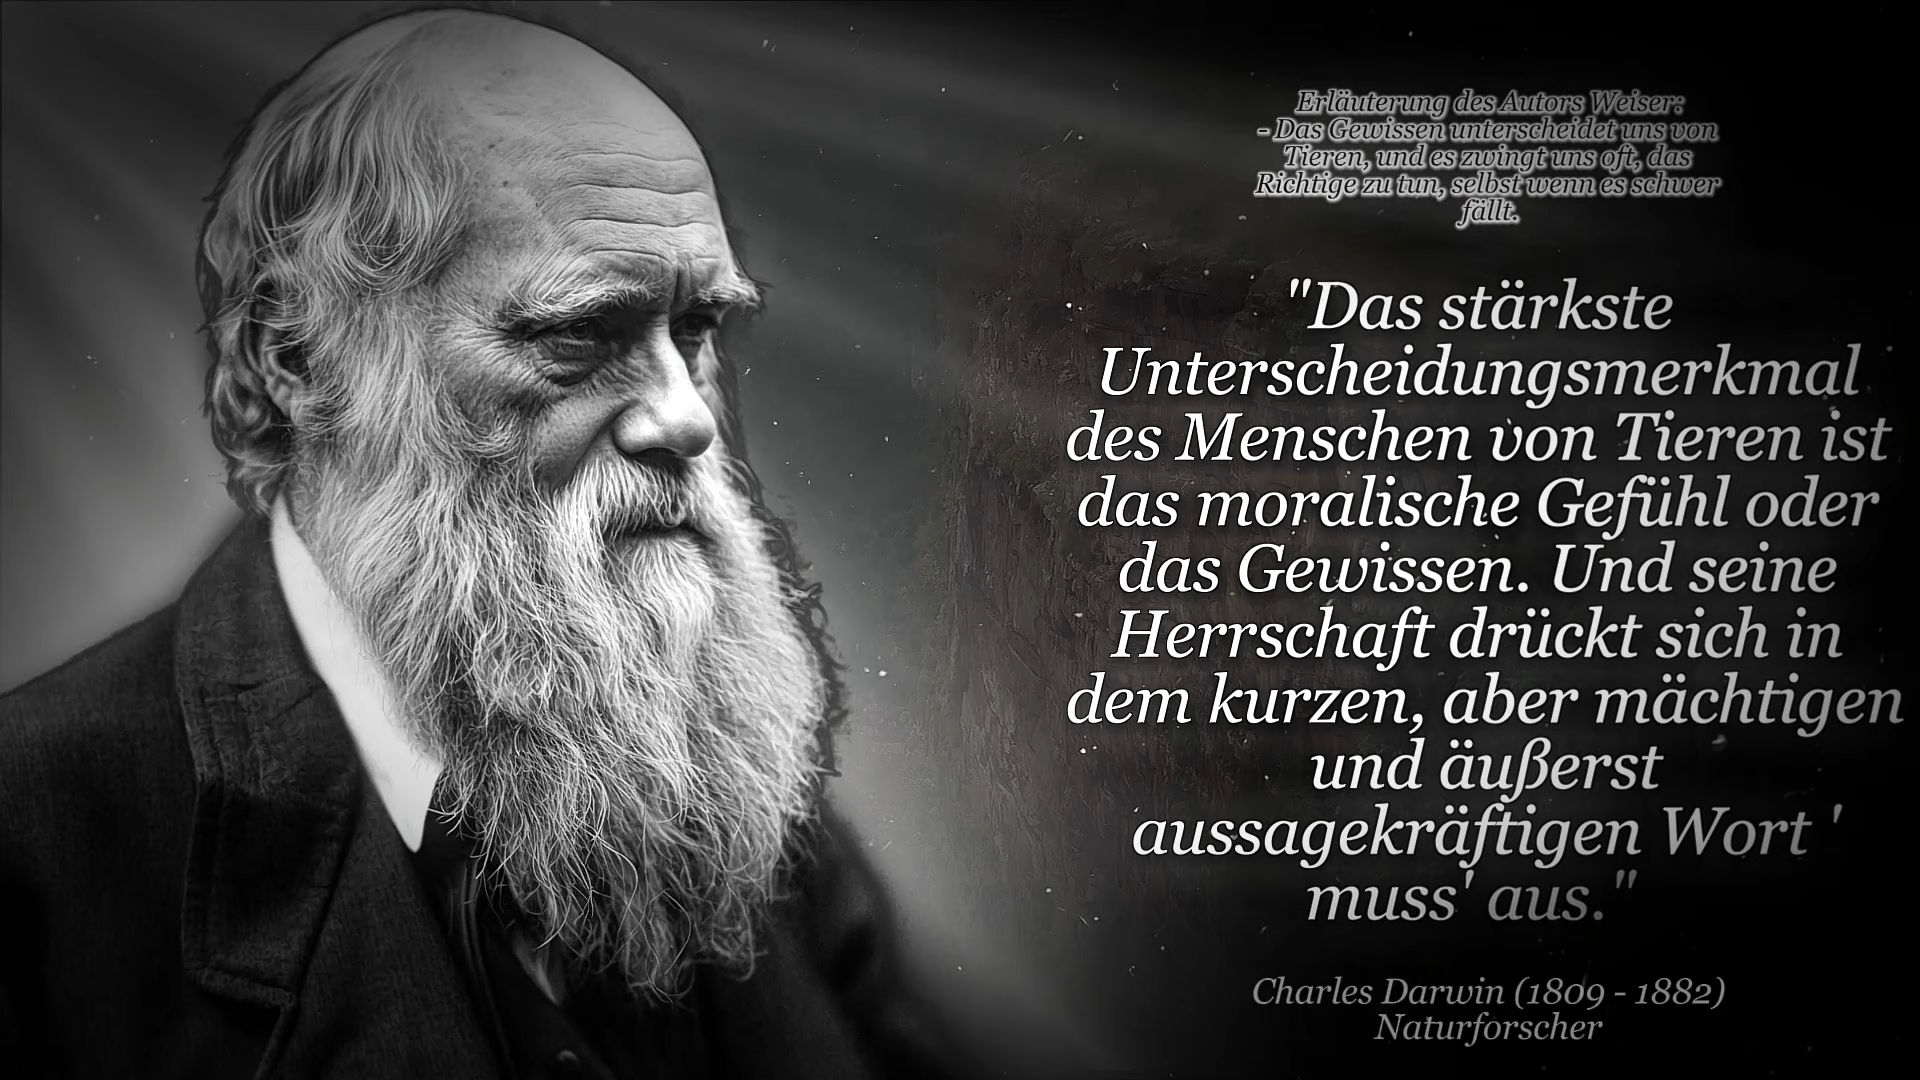 Erläuterung des Autors Weiser:
- Das Gewissen unterscheidet uns von
Tieren, und es zwingt uns oft, das
Richtige zu tun, selbst wenn es schwer
fällt.
"Das stärkste
Unterscheidungsmerkmal
des Menschen von Tieren ist
das moralische Gefühl oder
das Gewissen. Und seine
Herrschaft drückt sich in
dem kurzen, aber mächtigen
und äußerst
aussagekräftigen Wort '
muss' aus."
Charles Darwin (1809 - 1882)
Naturforscher